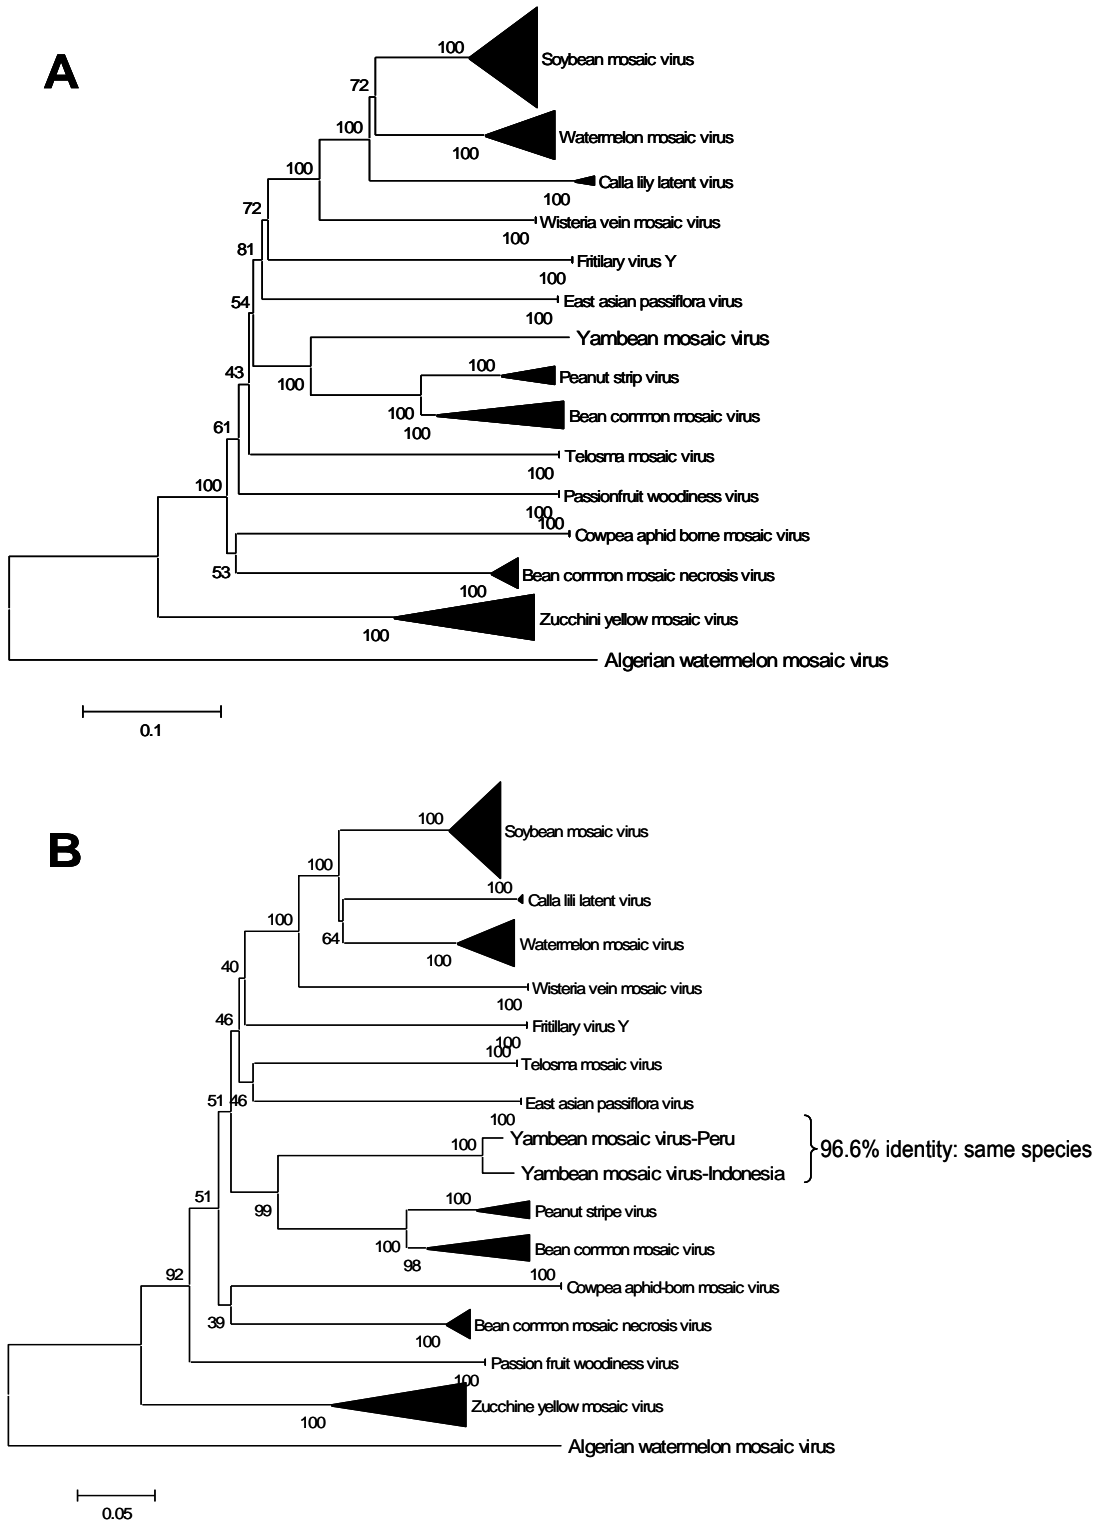 A
100
Soybean mosaic virus
72
100
Watermelon mosaic virus
100
Calla lily latent virus
100
100
Wisteria vein mosaic virus
100
72
Fritilary virus Y
100
81
East asian passiflora virus
100
54
Yambean mosaic virus
100
Peanut strip virus
43
100
100
Bean common mosaic virus
100
61
Telosma mosaic virus
100
Passionfruit woodiness virus
100
100
100
Cowpea aphid borne mosaic virus
53
Bean common mosaic necrosis virus
100
Zucchini yellow mosaic virus
100
Algerian watermelon mosaic virus
0.1
B
100
Soybean mosaic virus
100
100
Calla lili latent virus
100
64
Watermelon mosaic virus
100
40
Wisteria vein mosaic virus
100
46
Fritillary virus Y
100
100
Telosma mosaic virus
51 46
East asian passiflora virus
100
Yambean mosaic virus-Peru
100
96.6% identity: same species
Yambean mosaic virus-Indonesia
51
100
99
Peanut stripe virus
100
Bean common mosaic virus
98
92
100
Cowpea aphid-born mosaic virus
39
Bean common mosaic necrosis virus
100
Passion fruit woodiness virus
100
Zucchine yellow mosaic virus
100
Algerian watermelon mosaic virus
0.05